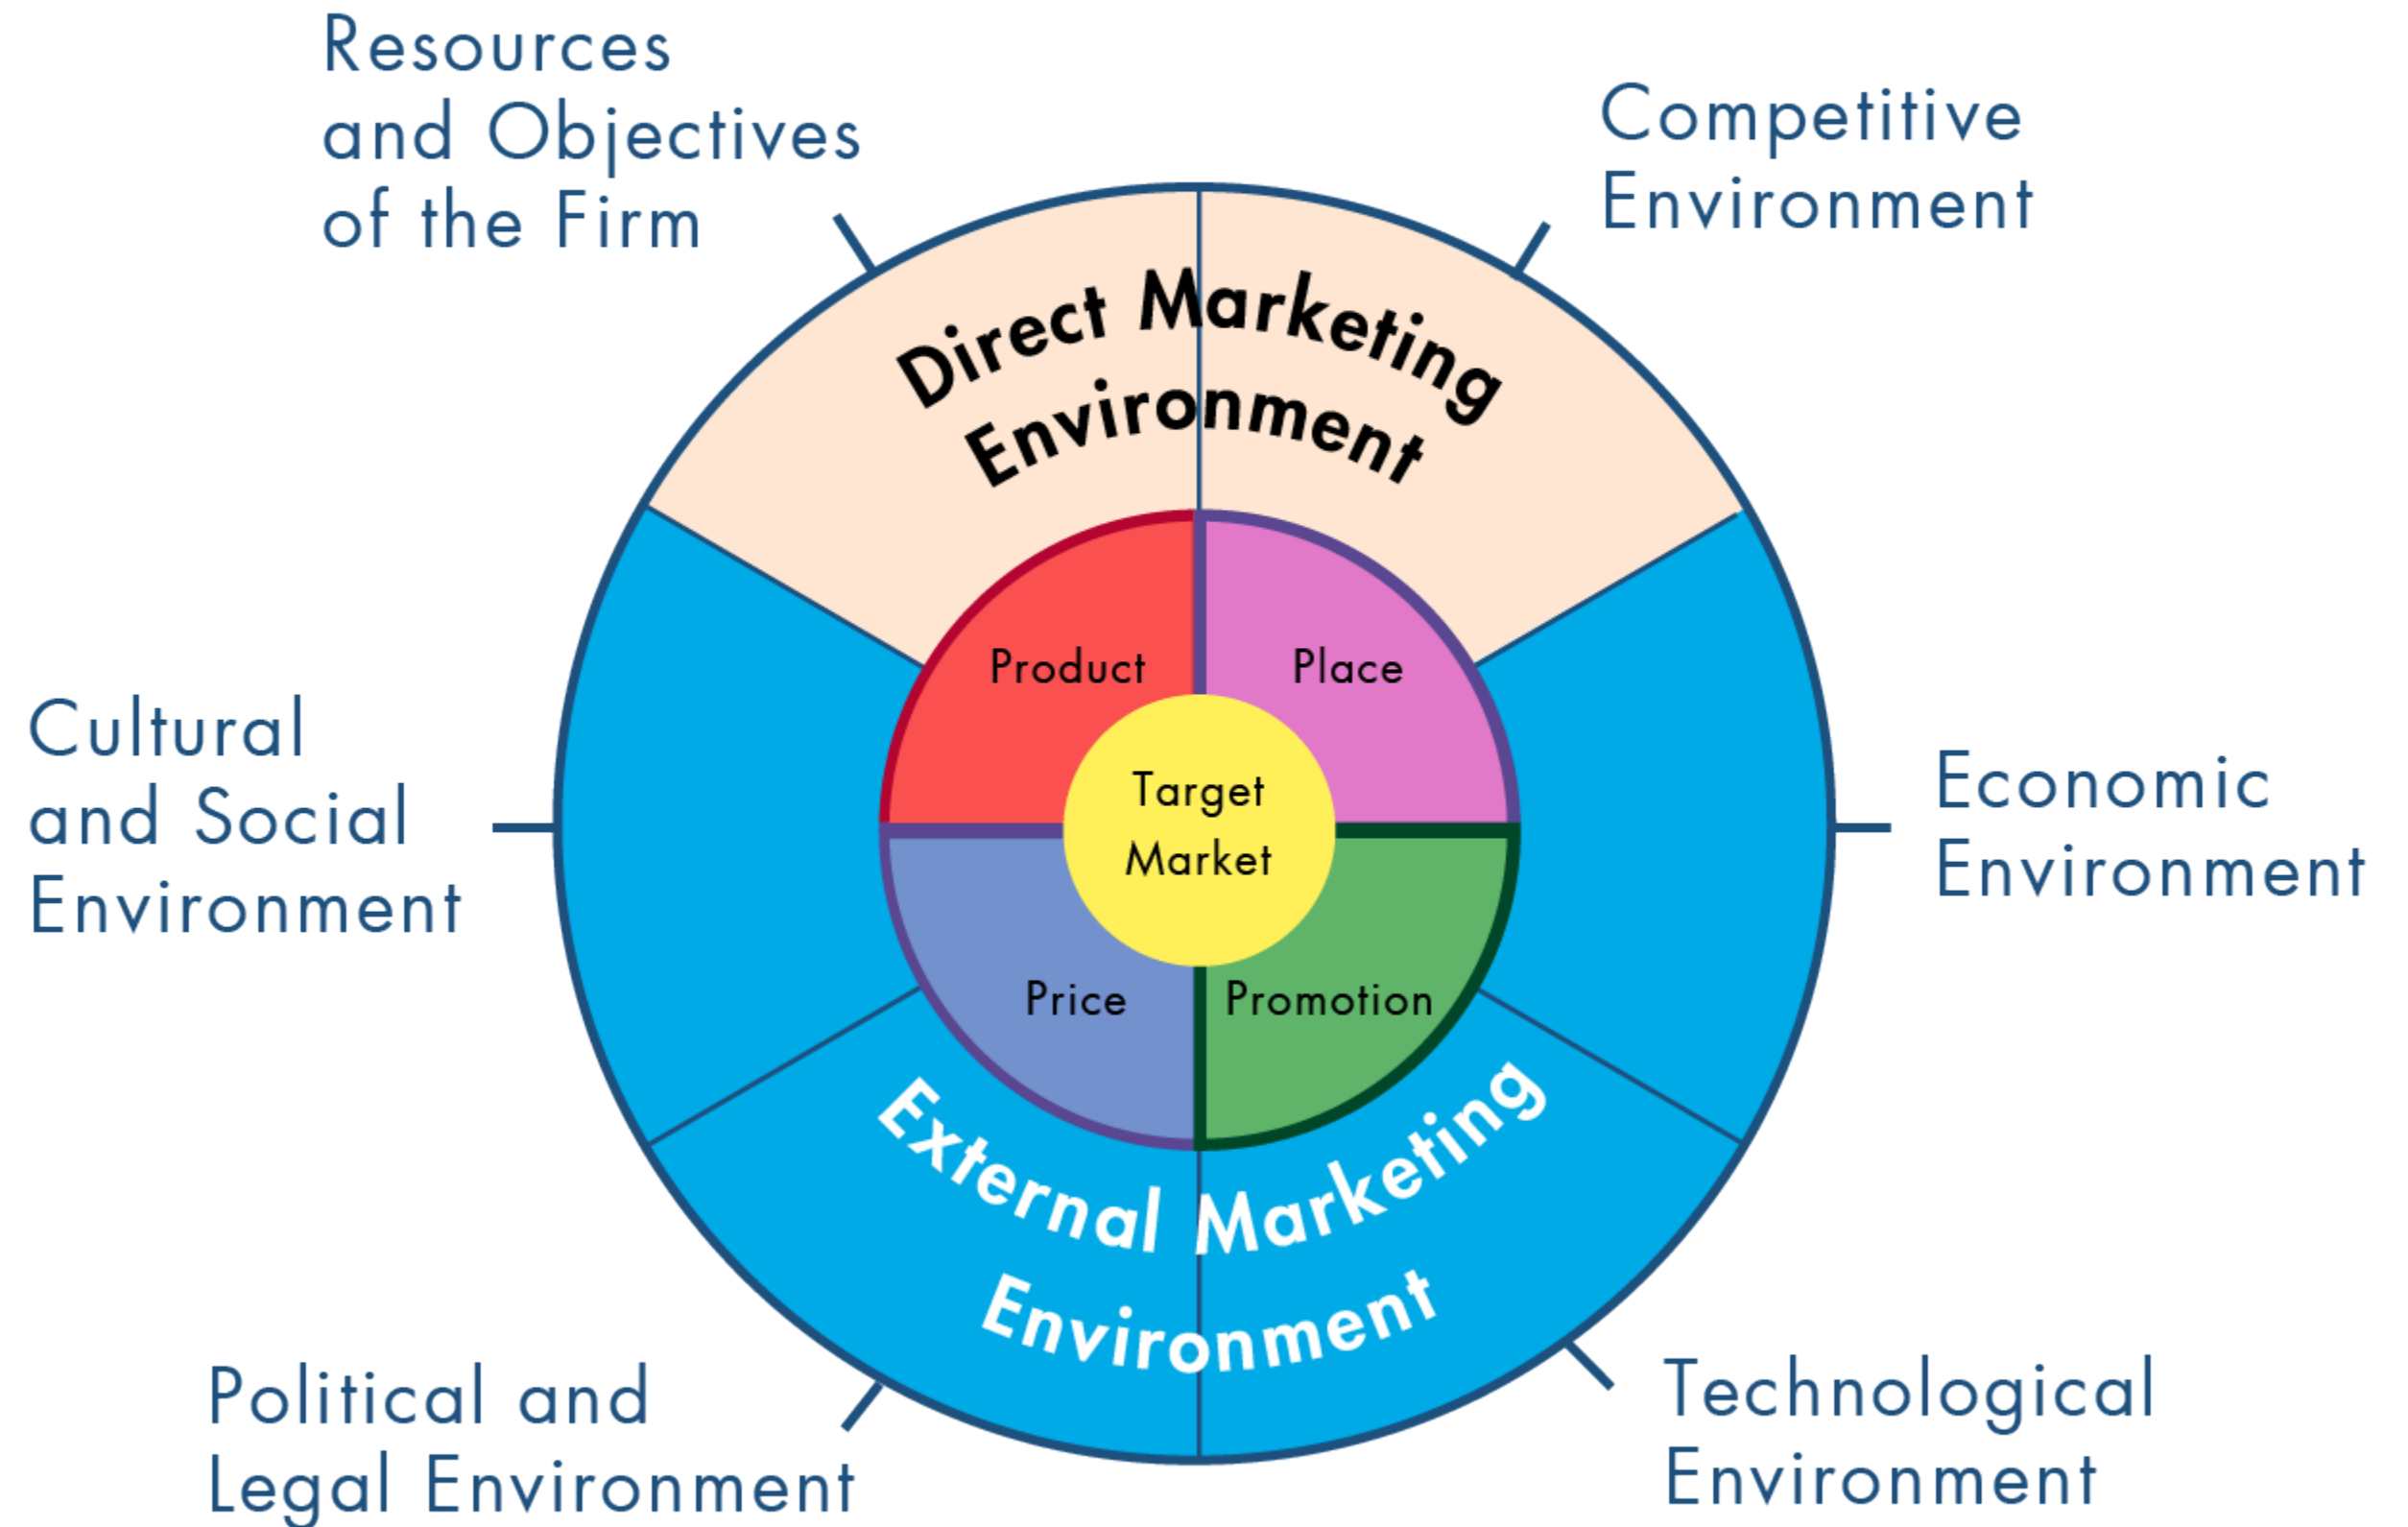 Resources
and Objectives
of the Firm
Competitive
Environment
Direct Marketing
Environment
Product
Place
Target
Market
Cultural
and Social
Environment
Economic
Environment
Price
Promotion
External Marketing
Environment
Political and
Legal Environment
Technological
Environment